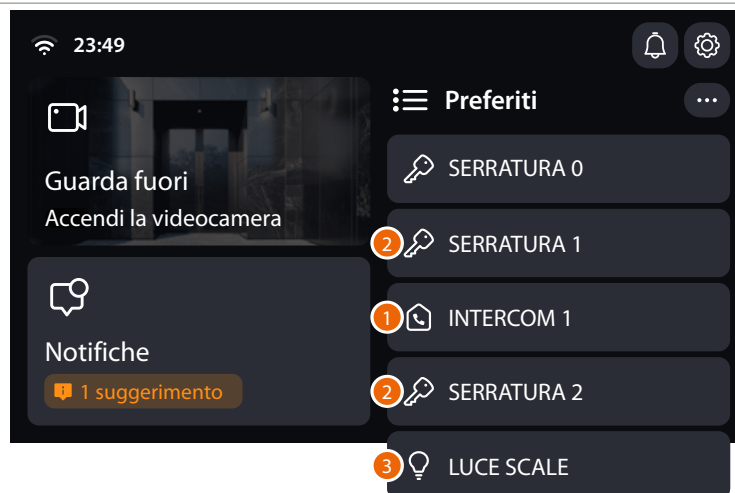 23:49
Guarda fuori
Accendi la videocamera
Notifiche
1 suggerimento
Preferiti
SERRATURA 0
2 SERRATURA 1
1 INTERCOM 1
2 SERRATURA 2
3 LUCE SCALE